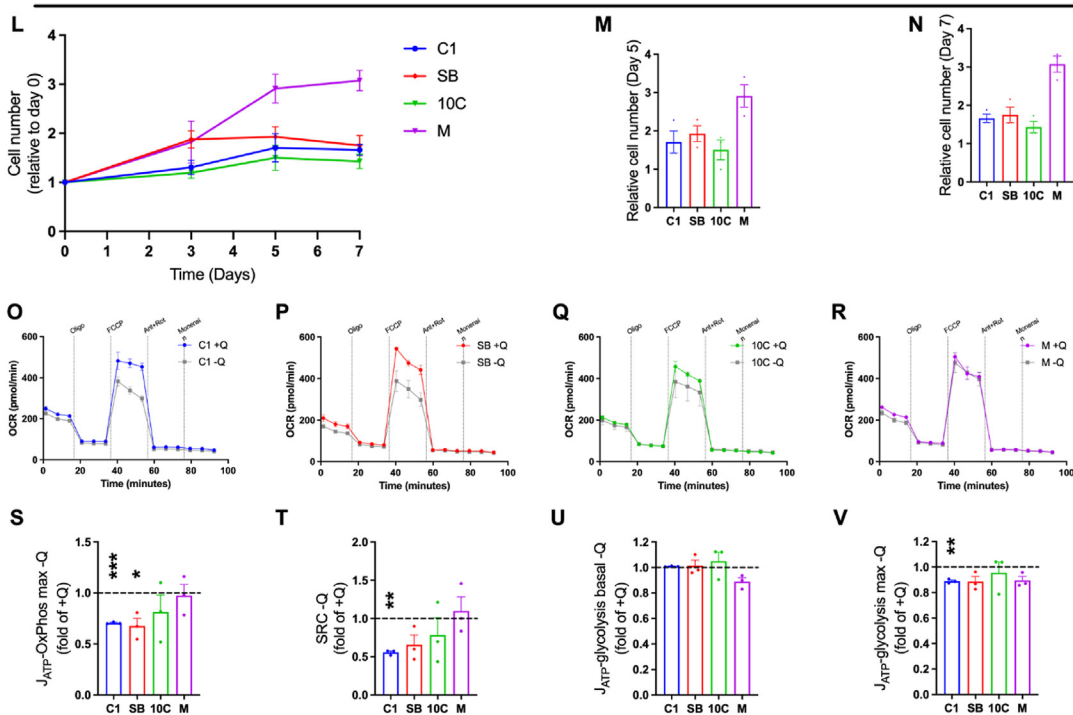 L
M
N
Cell number
(relative to day 0)
4
3
2
1
0
0
1
2
3
4
5
6
7
Time (Days)
C1
SB
10C
M
Relative cell number (Day 5)
4
3
2
1
0
C1 SB 10C M
Relative cell number (Day 7)
4
3
2
1
0
C1 SB 10C M
O
P
Q
R
Oligo
FCCP
Ant+Rot
Monensi
n
C1 +Q
C1 -Q
OCR (pmol/min)
600
400
200
0
0 20 40 60 80 100
Time (minutes)
Oligo
FCCP
Ant+Rot
Monensi
n
SB +Q
SB -Q
OCR (pmol/min)
600
400
200
0
0 20 40 60 80 100
Time (minutes)
Oligo
FCCP
Ant+Rot
Monensi
n
10C +Q
10C -Q
OCR (pmol/min)
600
400
200
0
0 20 40 60 80 100
Time (minutes)
Oligo
FCCP
Ant+Rot
Monensi
n
M +Q
M -Q
OCR (pmol/min)
600
400
200
0
0 20 40 60 80 100
Time (minutes)
S
T
U
V
JATP-OxPhos max -Q
(fold of +Q)
1.5
1.0
0.5
0.0
***
*
C1 SB 10C M
SRC -Q
(fold of +Q)
2.0
1.5
1.0
0.5
0.0
**
C1 SB 10C M
JATP-glycolysis basal -Q
(fold of +Q)
1.2
1.0
0.8
0.6
0.4
0.2
0.0
C1 SB 10C M
JATP-glycolysis max -Q
(fold of +Q)
1.2
1.0
0.8
0.6
0.4
0.2
0.0
**
C1 SB 10C M